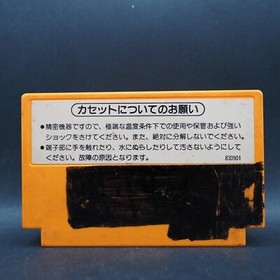 カセットについてのお願い
●精密機器ですので、極端な温度条件下での使用や保管および強い
ショックをさけてください。また、絶対に分解しないでください。
●端子部に手を触れたり、水にぬらしたりして汚さないようにして
ください。故障の原因となります。
830901